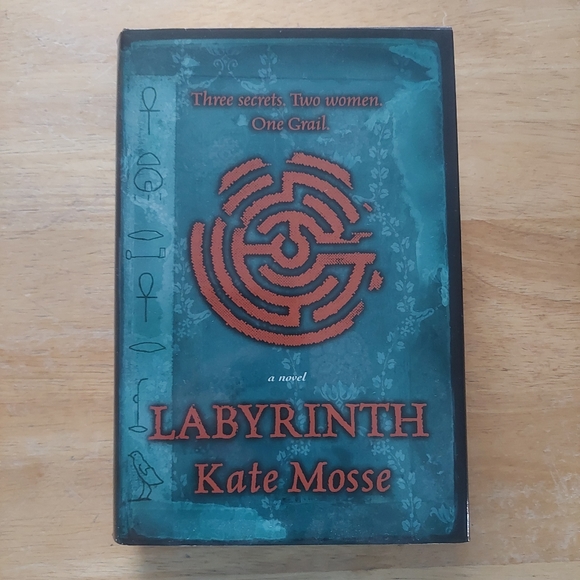 Three secrets. Two women.
One Grail.
a novel
LABYRINTH
Kate Mosse